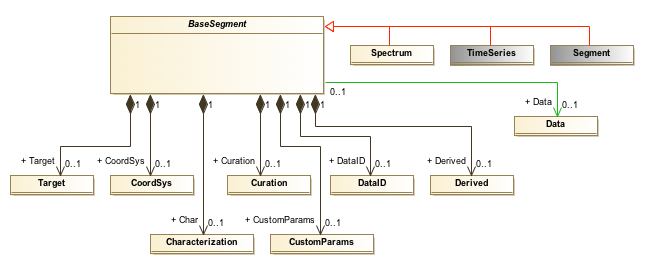 BaseSegment
Spectrum
TimeSeries
Segment
0..1
+ Data
0..1
Data
1
1
1
1
1
1
1
+ Target
0..1
+ CoordSys
0..1
+ Curation
0..1
+ DataID
0..1
+ Derived
0..1
Target
CoordSys
Curation
DataID
Derived
+ Char
0..1
+ CustomParams
0..1
Characterization
CustomParams